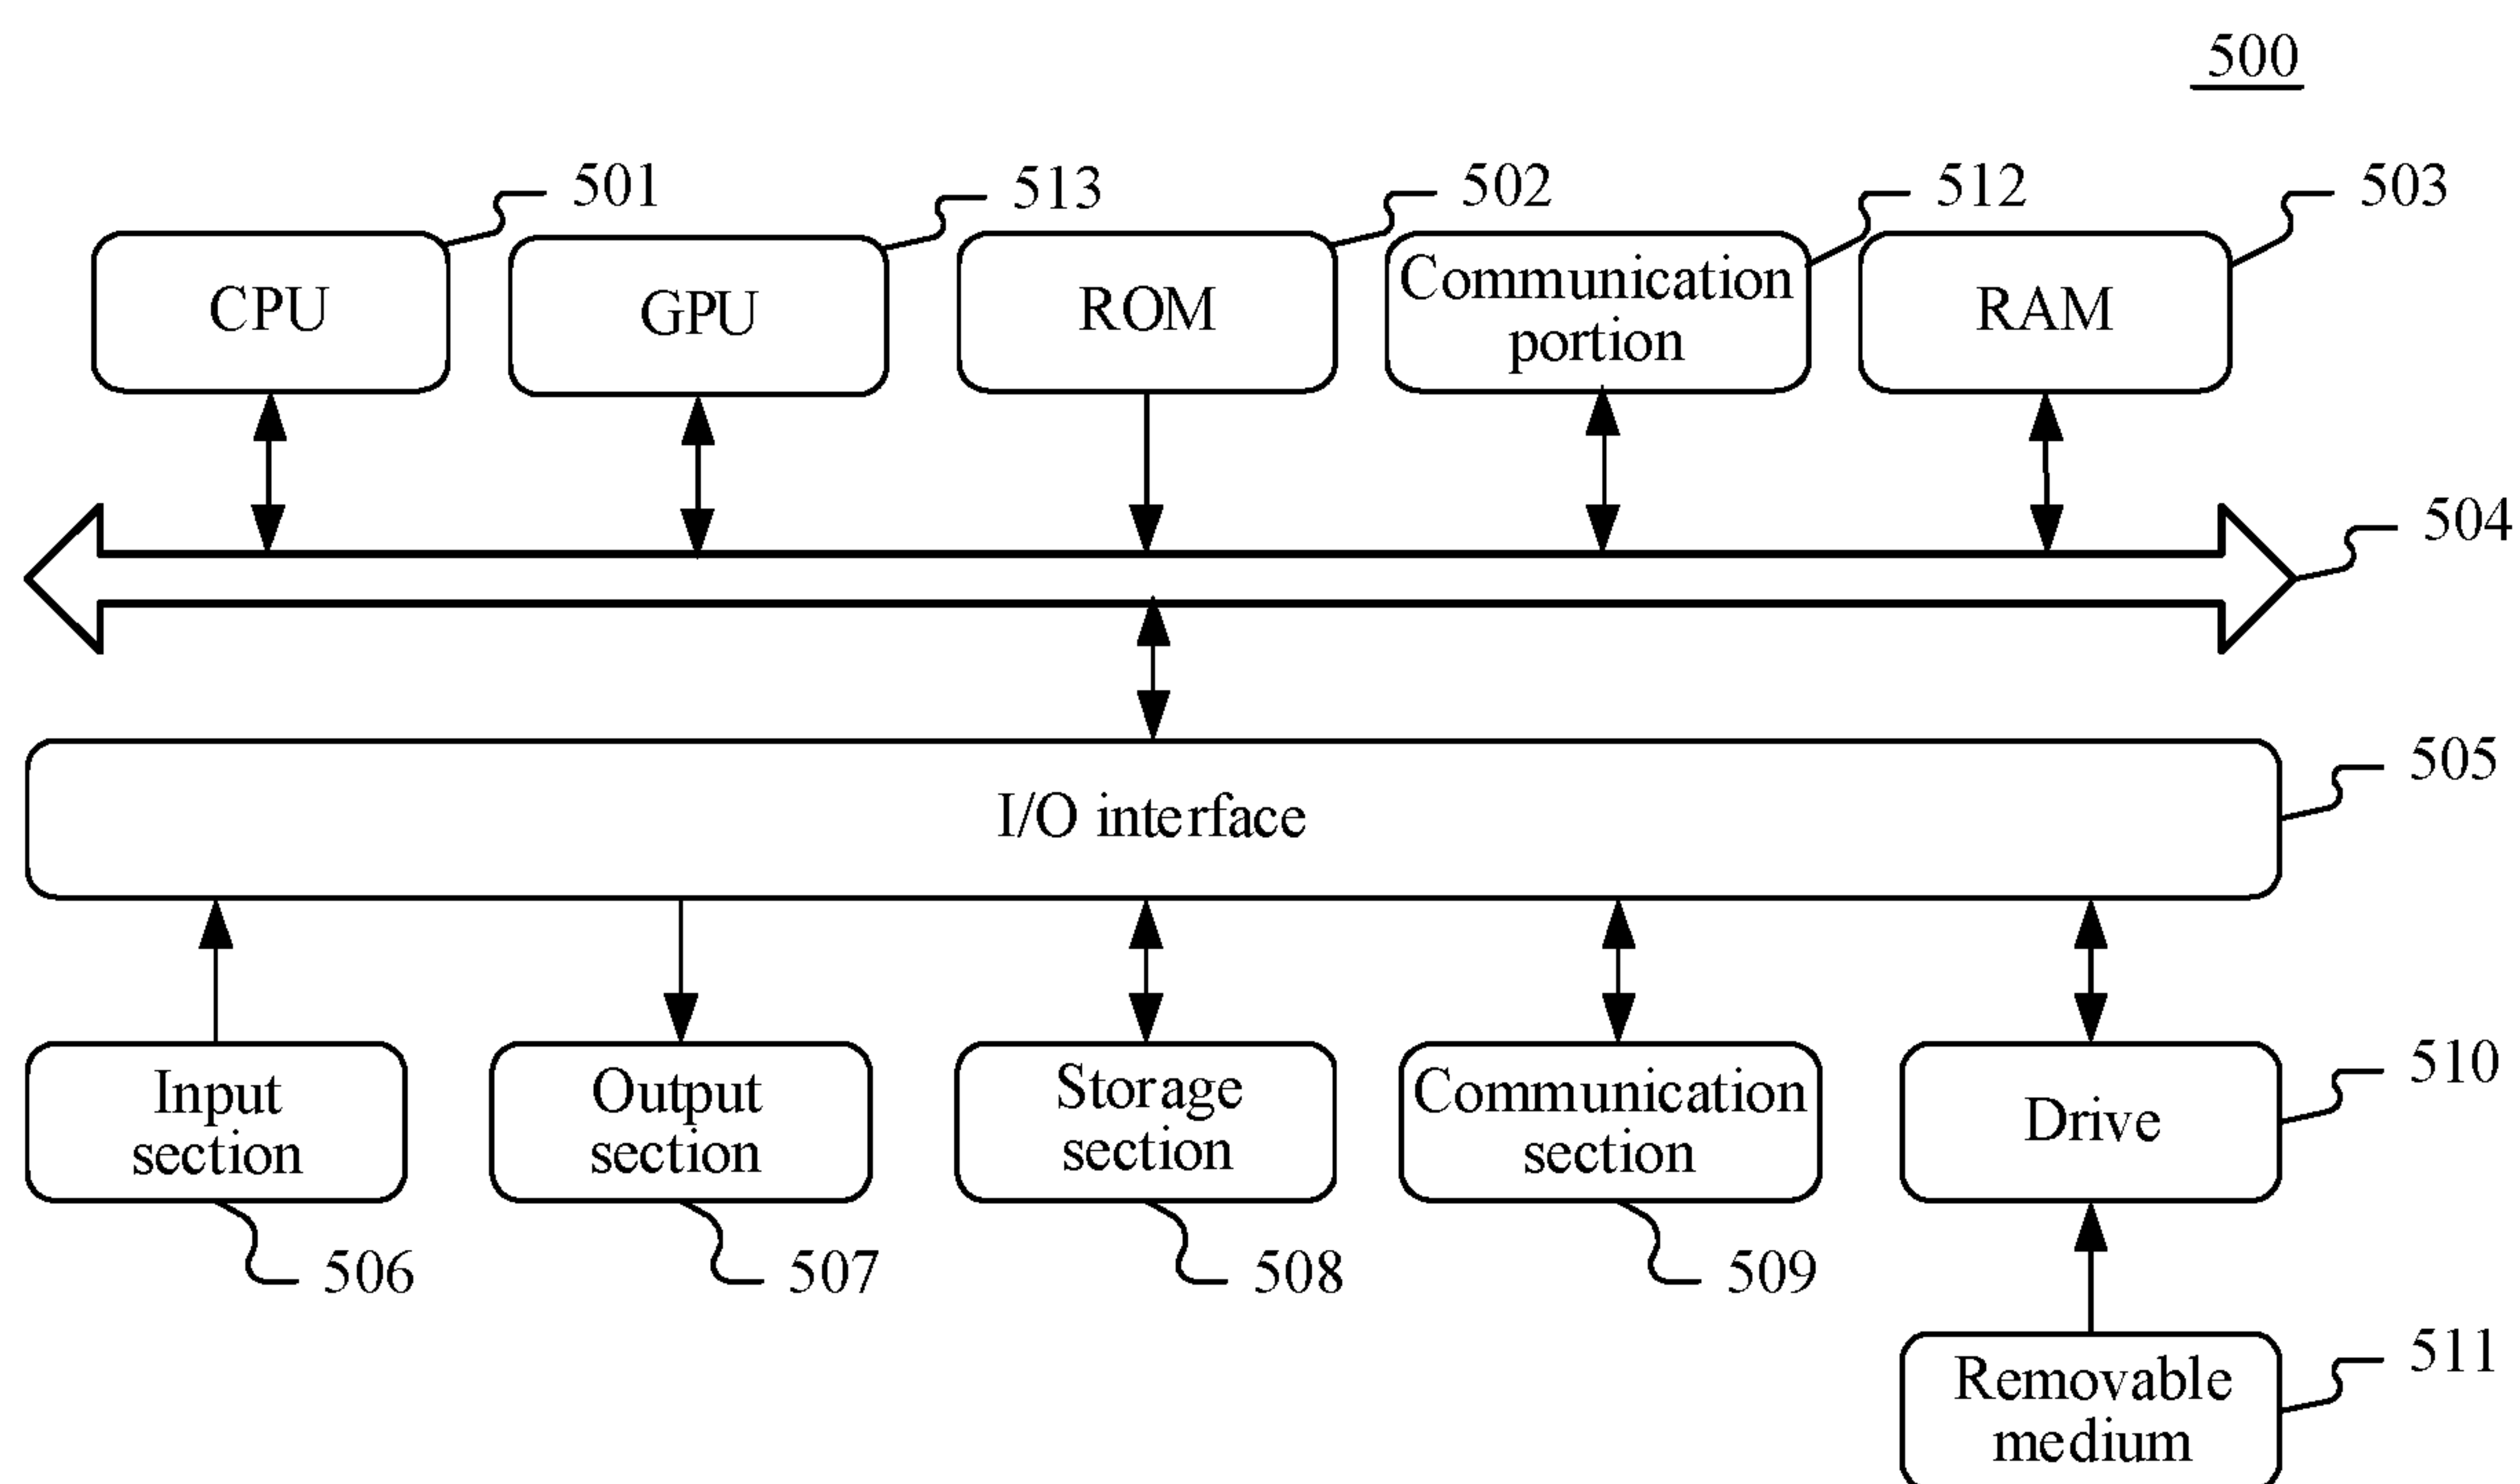 500
501
513
502
512
503
CPU
GPU
ROM
Communication
portion
RAM
504
505
I/O interface
Input
section
Output
section
Storage
section
Communication
section
Drive
510
506
507
508
509
511
Removable
medium